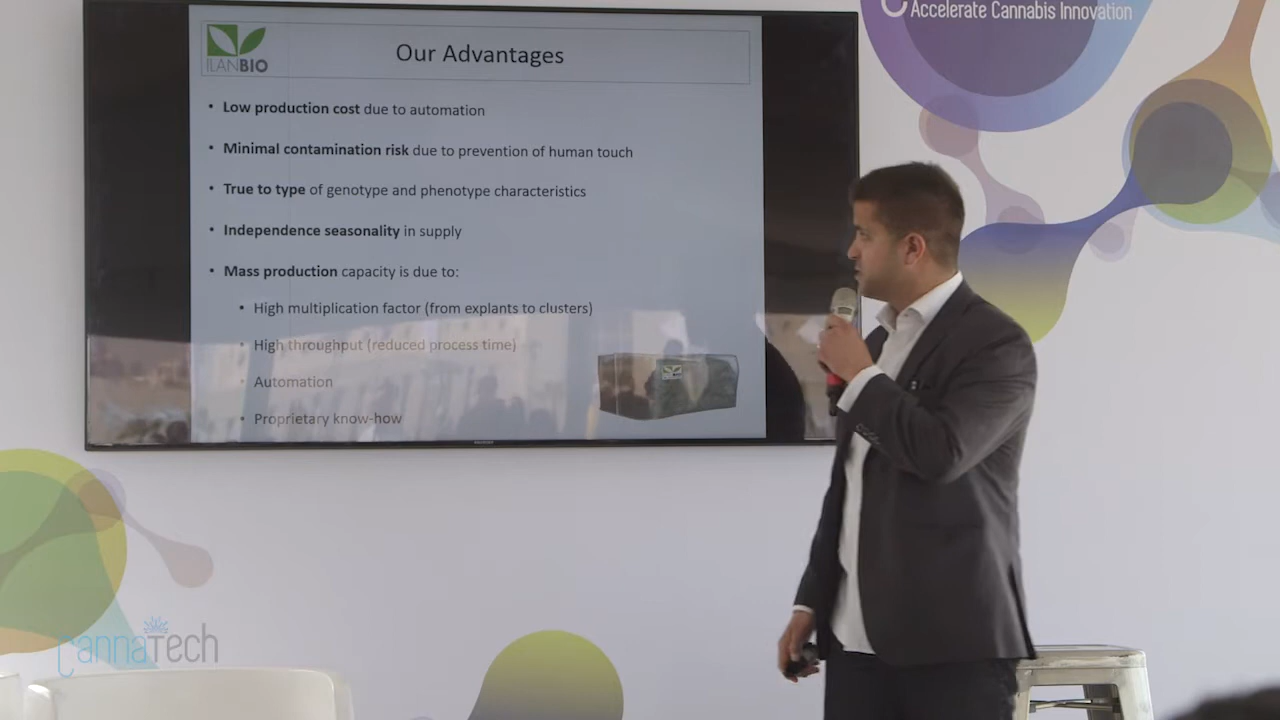 Accelerate Cannabis Innovation
ILANBIO
Our Advantages
• Low production cost due to automation
• Minimal contamination risk due to prevention of human touch
• True to type of genotype and phenotype characteristics
• Independence seasonality in supply
• Mass production capacity is due to:
• High multiplication factor (from explants to clusters)
• High throughput (reduced process time)
• Automation
• Proprietary know-how
cannatech